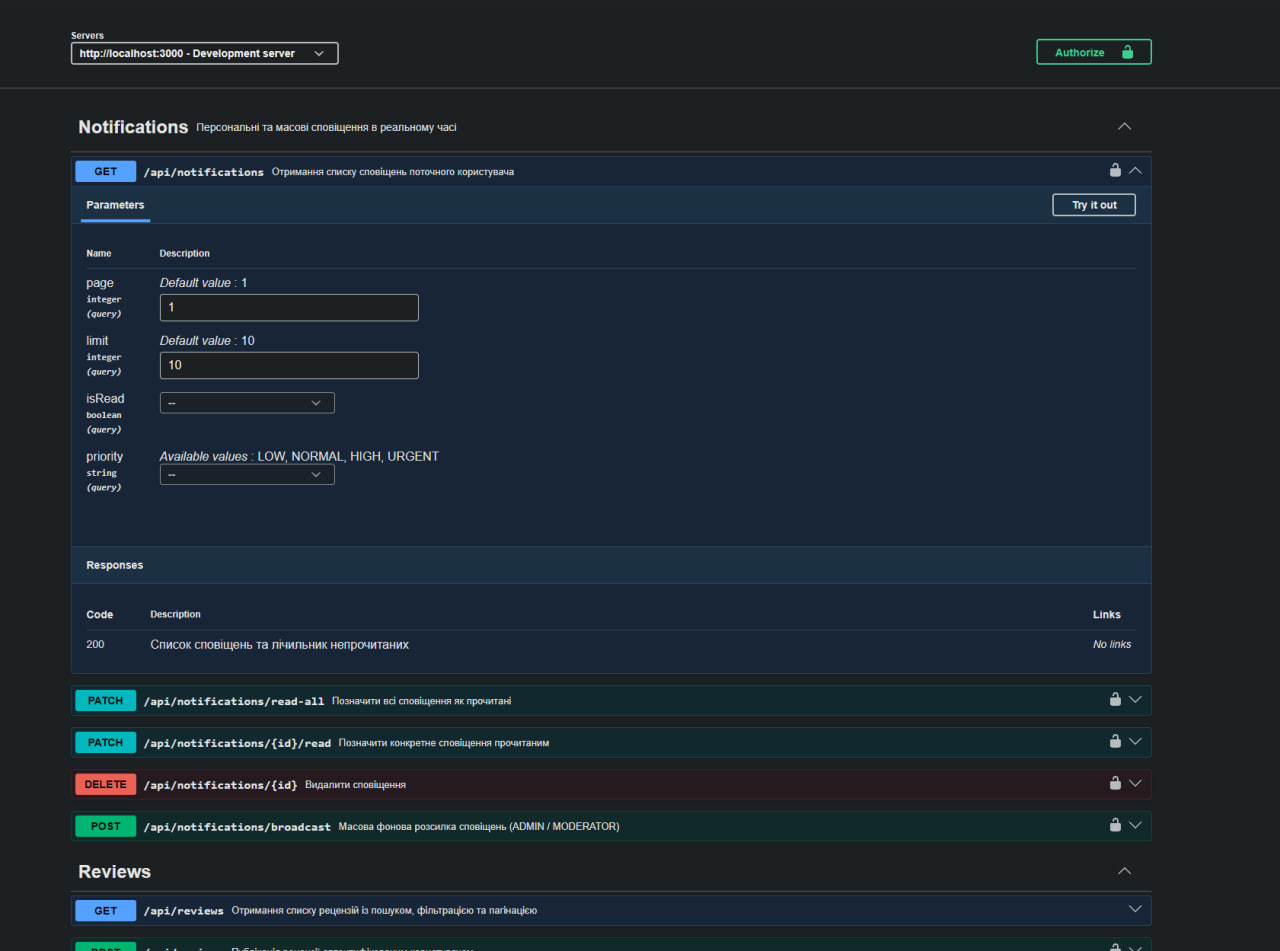 Servers
http://localhost:3000 - Development server
Authorize
Notifications Персональні та масові сповіщення в реальному часі
GET /api/notifications Отримання списку сповіщень поточного користувача
Parameters Try it out
Name Description
page Default value : 1
integer 1
(query)
limit Default value : 10
integer 10
(query)
isRead --
boolean
(query)
priority Available values : LOW, NORMAL, HIGH, URGENT
string --
(query)
Responses
Code Description Links
200 Список сповіщень та лічильник непрочитаних No links
PATCH /api/notifications/read-all Позначити всі сповіщення як прочитані
PATCH /api/notifications/{id}/read Позначити конкретне сповіщення прочитаним
DELETE /api/notifications/{id} Видалити сповіщення
POST /api/notifications/broadcast Масова фонова розсилка сповіщень (ADMIN / MODERATOR)
Reviews
GET /api/reviews Отримання списку рецензій із пошуком, фільтрацією та пагінацією
POST